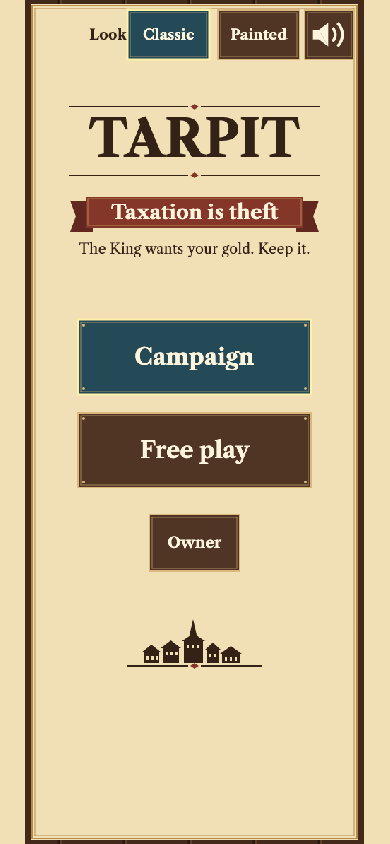 Look Classic Painted
TARPIT
Taxation is theft
The King wants your gold. Keep it.
Campaign
Free play
Owner